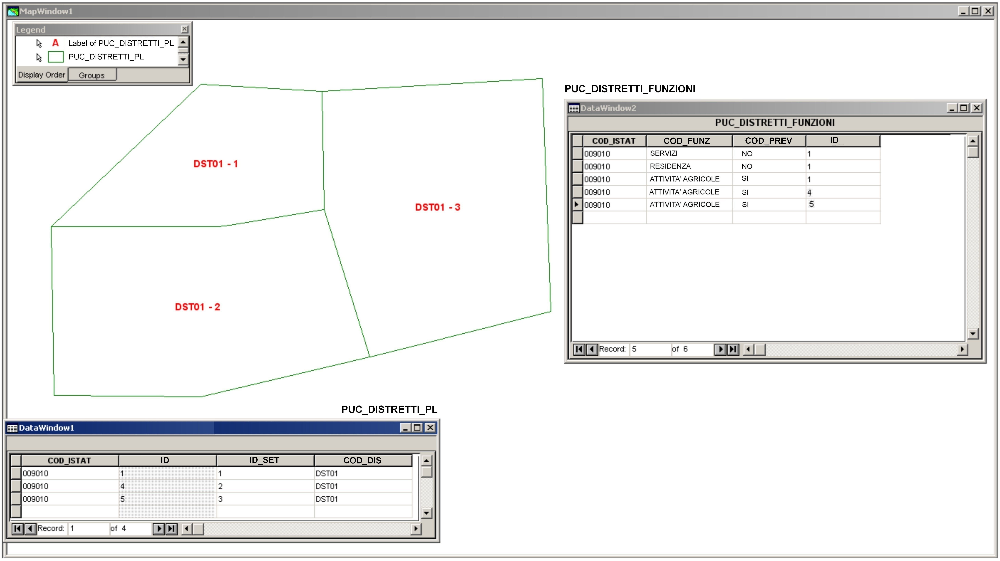 MapWindow1
Legend
A Label of PUC_DISTRETTI_PL
PUC_DISTRETTI_PL
Display Order Groups
DST01 - 1
DST01 - 3
DST01 - 2
PUC_DISTRETTI_FUNZIONI
DataWindow2
PUC_DISTRETTI_FUNZIONI
COD_ISTAT COD_FUNZ COD_PREV ID
009010 SERVIZI NO 1
009010 RESIDENZA NO 1
009010 ATTIVITA' AGRICOLE SI 1
009010 ATTIVITA' AGRICOLE SI 4
009010 ATTIVITA' AGRICOLE SI 5
Record: 5 of 6
PUC_DISTRETTI_PL
DataWindow1
COD_ISTAT ID ID_SET COD_DIS
009010 1 1 DST01
009010 4 2 DST01
009010 5 3 DST01
Record: 1 of 4